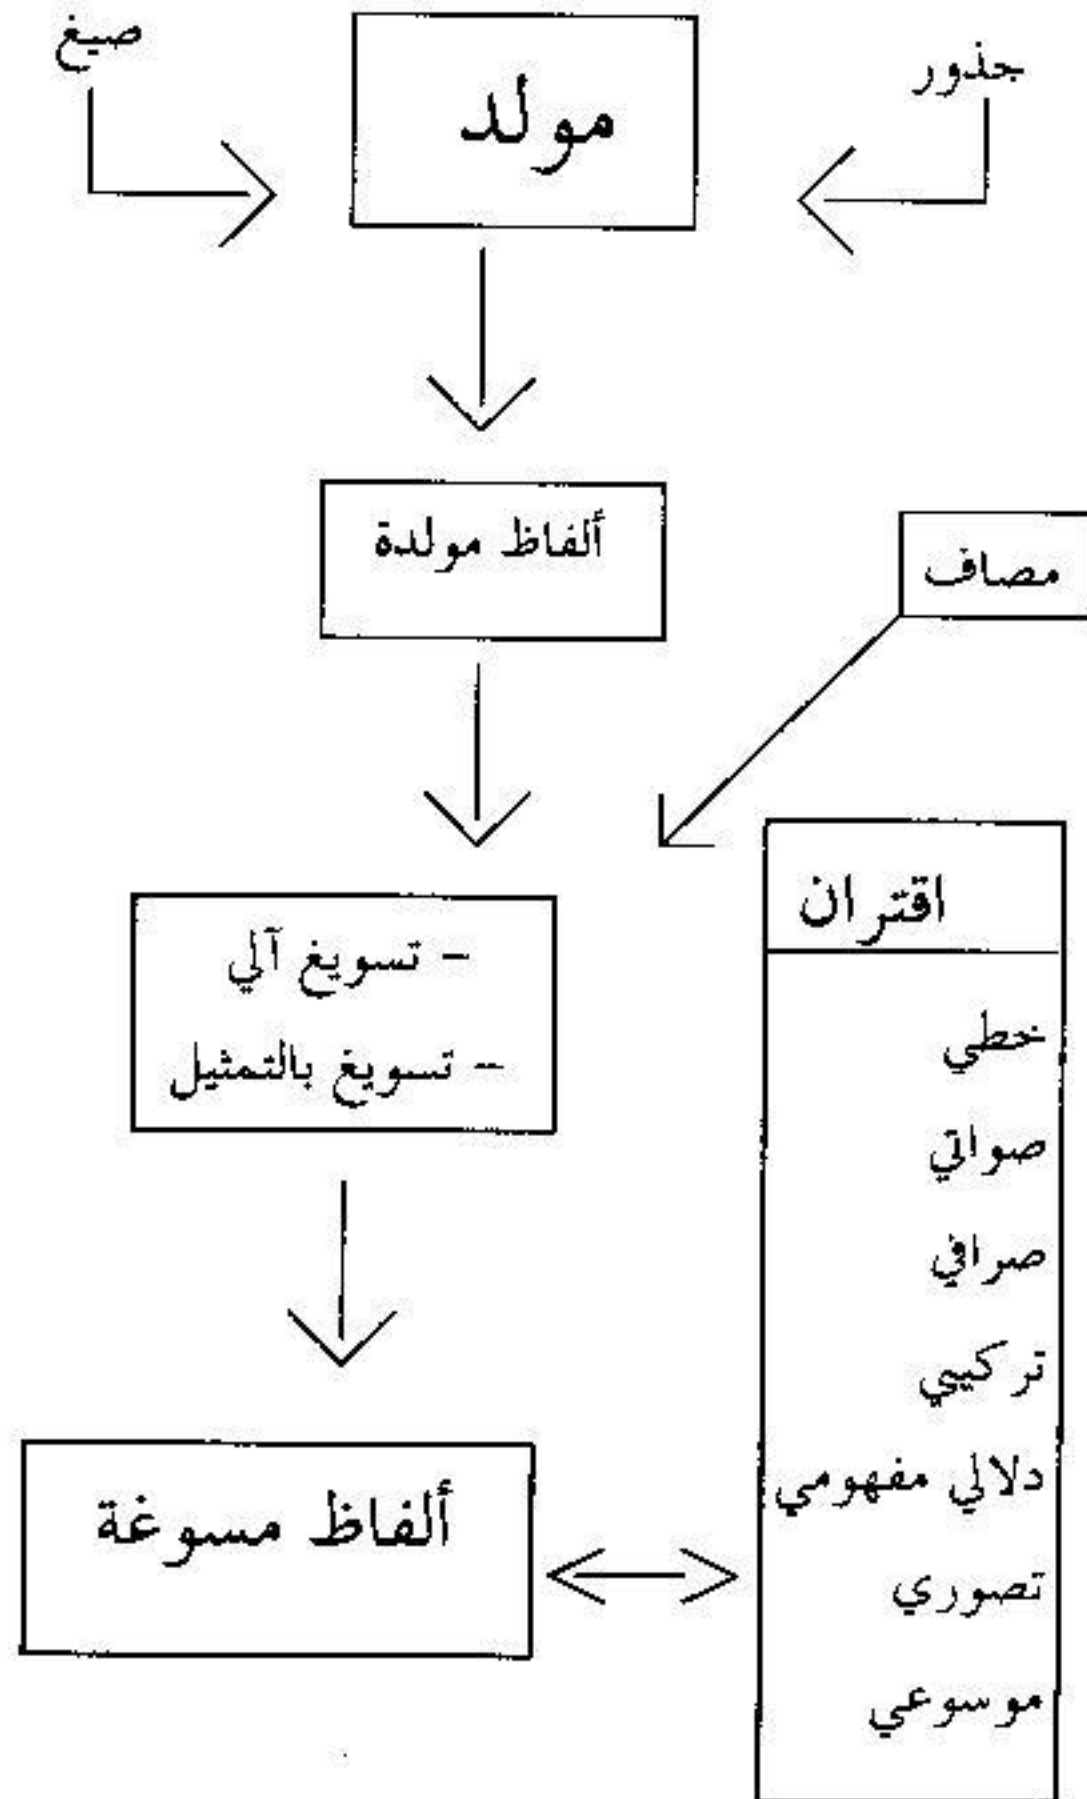 صيغ
جذور
مولد
ألفاظ مولدة
مصاف
اقتران
- تسويغ آلي
- تسويغ بالتمثيل
خطي
صواتي
صرافي
تركيبي
دلالي مفهومي
تصوري
موسوعي
ألفاظ مسوغة